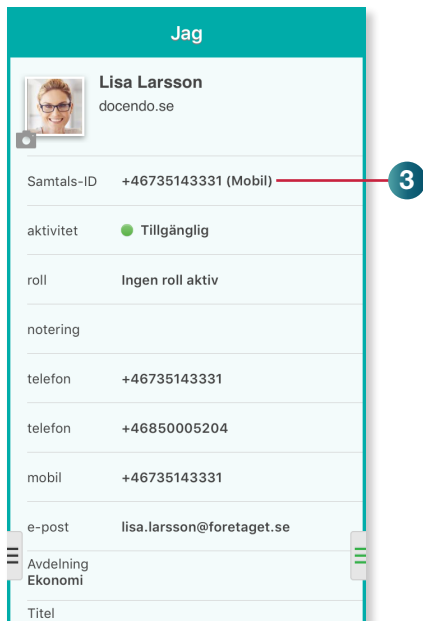 Jag
Lisa Larsson
docendo.se
Samtals-ID +46735143331 (Mobil)
3
aktivitet Tillgänglig
roll Ingen roll aktiv
notering
telefon +46735143331
telefon +46850005204
mobil +46735143331
e-post lisa.larsson@foretaget.se
Avdelning
Ekonomi
Titel